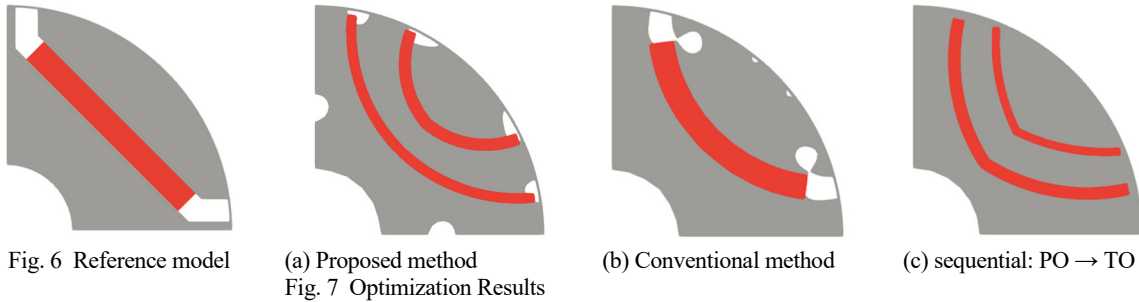 Fig. 6 Reference model
(a) Proposed method
(b) Conventional method
(c) sequential: PO → TO
Fig. 7 Optimization Results